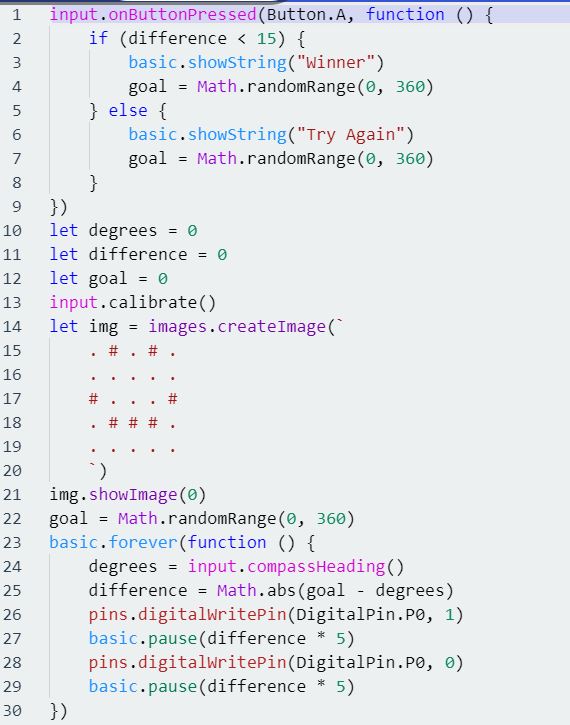 1 input.onButtonPressed(Button.A, function () {
2     if (difference < 15) {
3         basic.showString("Winner")
4         goal = Math.randomRange(0, 360)
5     } else {
6         basic.showString("Try Again")
7         goal = Math.randomRange(0, 360)
8     }
9 })
10 let degrees = 0
11 let difference = 0
12 let goal = 0
13 input.calibrate()
14 let img = images.createImage(`
15     . # . # .
16     . . . . .
17     # . . . #
18     . # # # .
19     . . . . .
20     `)
21 img.showImage(0)
22 goal = Math.randomRange(0, 360)
23 basic.forever(function () {
24     degrees = input.compassHeading()
25     difference = Math.abs(goal - degrees)
26     pins.digitalWritePin(DigitalPin.P0, 1)
27     basic.pause(difference * 5)
28     pins.digitalWritePin(DigitalPin.P0, 0)
29     basic.pause(difference * 5)
30 })